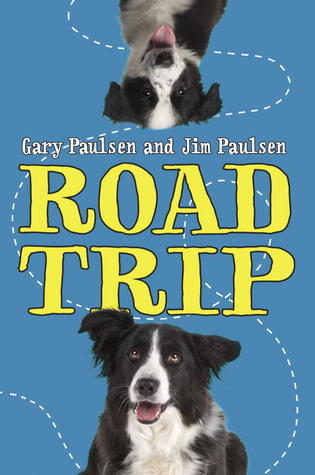 Gary Paulsen and Jim Paulsen
ROAD
TRIP